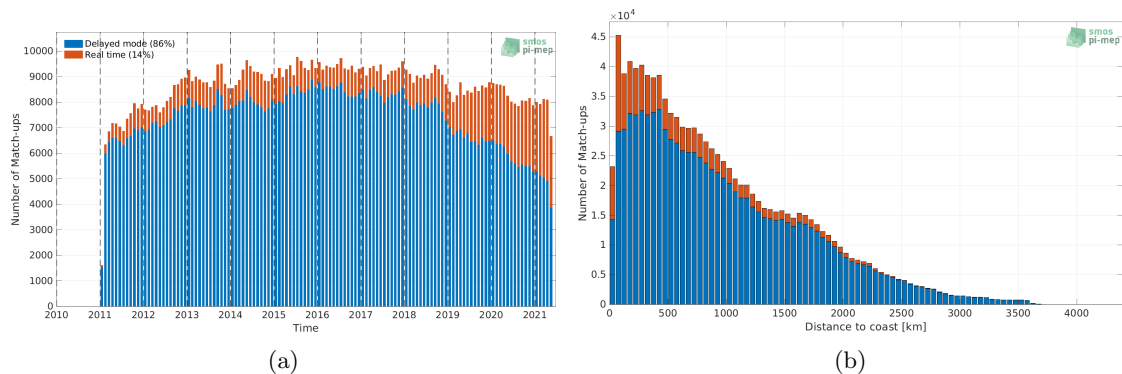 Delayed mode (86%)
Real time (14%)
smos
pi-mep
Number of Match-ups
10000
9000
8000
7000
6000
5000
4000
3000
2000
1000
0
2010 2011 2012 2013 2014 2015 2016 2017 2018 2019 2020 2021
Time
(a)
×10⁴
smos
pi-mep
Number of Match-ups
4.5
4
3.5
3
2.5
2
1.5
1
0.5
0
0 500 1000 1500 2000 2500 3000 3500 4000
Distance to coast [km]
(b)